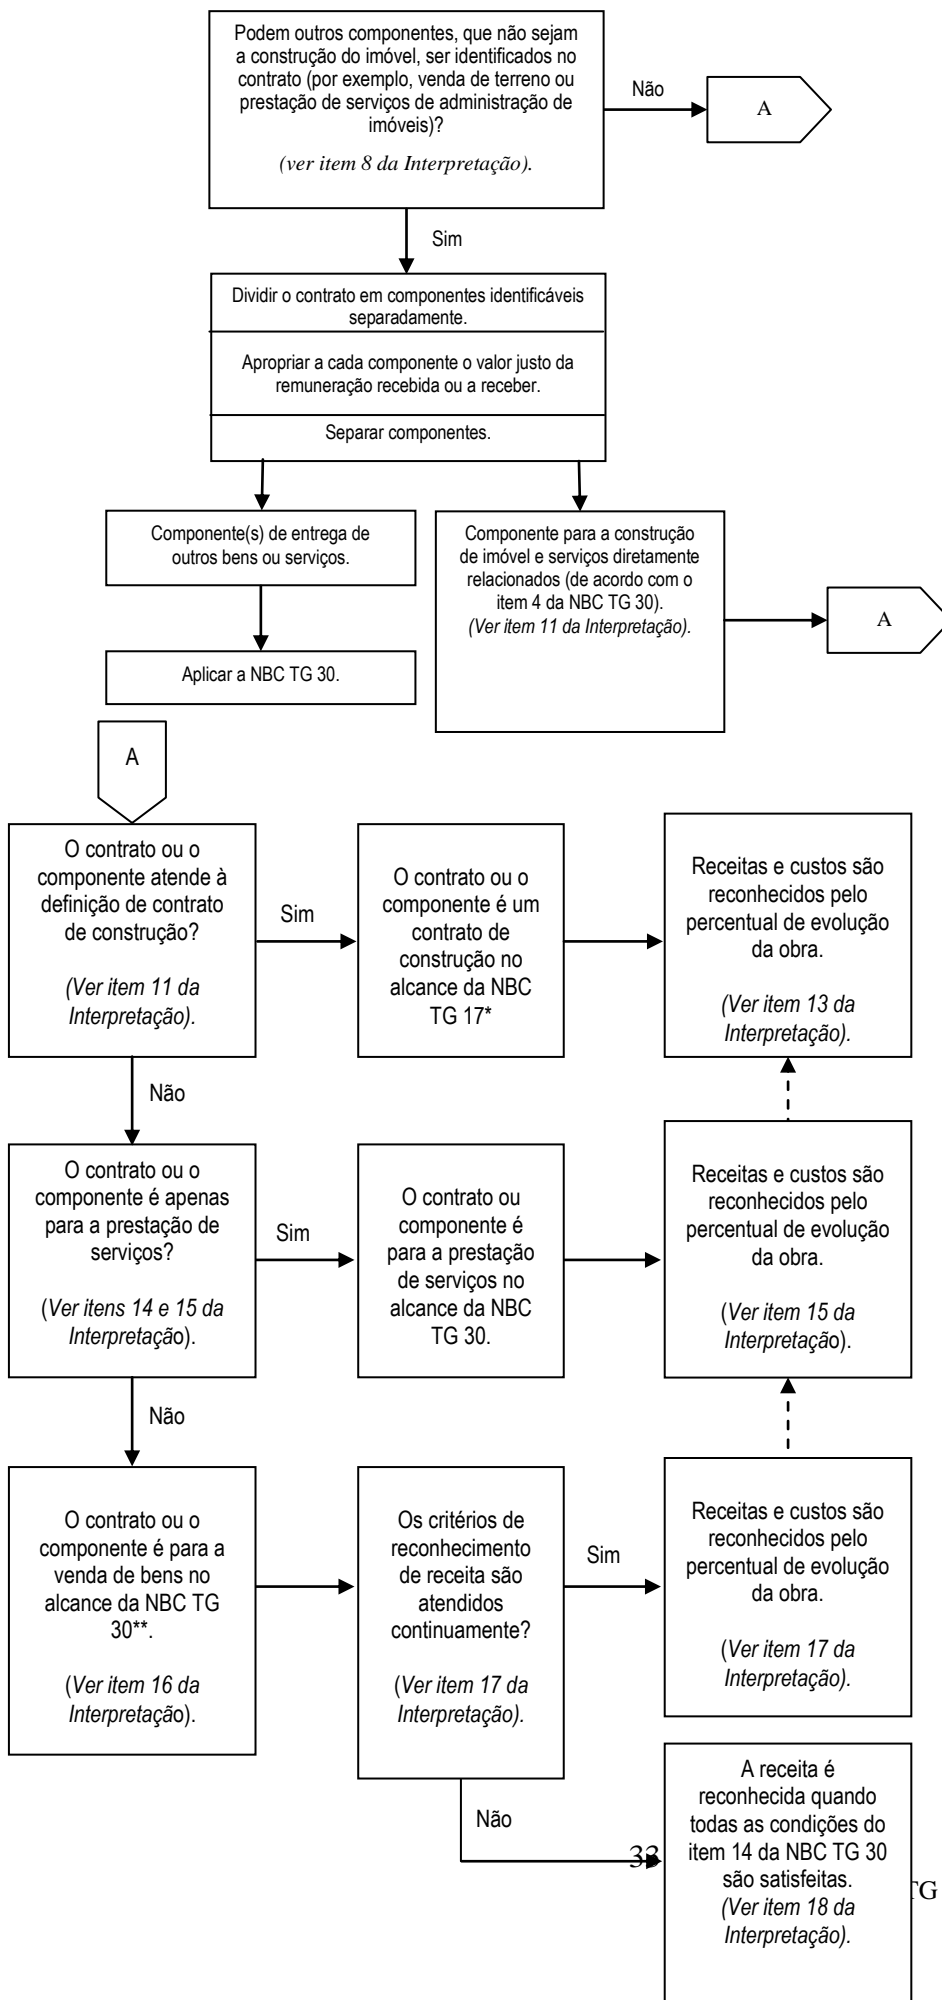 Podem outros componentes, que não sejam
a construção do imóvel, ser identificados no
contrato (por exemplo, venda de terreno ou
prestação de serviços de administração de
imóveis)?
(ver item 8 da Interpretação).
Não
A
Sim
Dividir o contrato em componentes identificáveis
separadamente.
Apropriar a cada componente o valor justo da
remuneração recebida ou a receber.
Separar componentes.
Componente(s) de entrega de
outros bens ou serviços.
Aplicar a NBC TG 30.
Componente para a construção
de imóvel e serviços diretamente
relacionados (de acordo com o
item 4 da NBC TG 30).
(Ver item 11 da Interpretação).
A
A
O contrato ou o
componente atende à
definição de contrato
de construção?
(Ver item 11 da
Interpretação).
Sim
O contrato ou o
componente é um
contrato de
construção no
alcance da NBC
TG 17*
Receitas e custos são
reconhecidos pelo
percentual de evolução
da obra.
(Ver item 13 da
Interpretação).
Não
O contrato ou o
componente é apenas
para a prestação de
serviços?
(Ver itens 14 e 15 da
Interpretação).
Sim
O contrato ou
componente é
para a prestação
de serviços no
alcance da NBC
TG 30.
Receitas e custos são
reconhecidos pelo
percentual de evolução
da obra.
(Ver item 15 da
Interpretação).
Não
O contrato ou o
componente é para a
venda de bens no
alcance da NBC TG
30**.
(Ver item 16 da
Interpretação).
Os critérios de
reconhecimento
de receita são
atendidos
continuamente?
(Ver item 17 da
Interpretação).
Sim
Receitas e custos são
reconhecidos pelo
percentual de evolução
da obra.
(Ver item 17 da
Interpretação).
Não
A receita é
reconhecida quando
todas as condições do
item 14 da NBC TG 30
são satisfeitas.
(Ver item 18 da
Interpretação).
33
TG